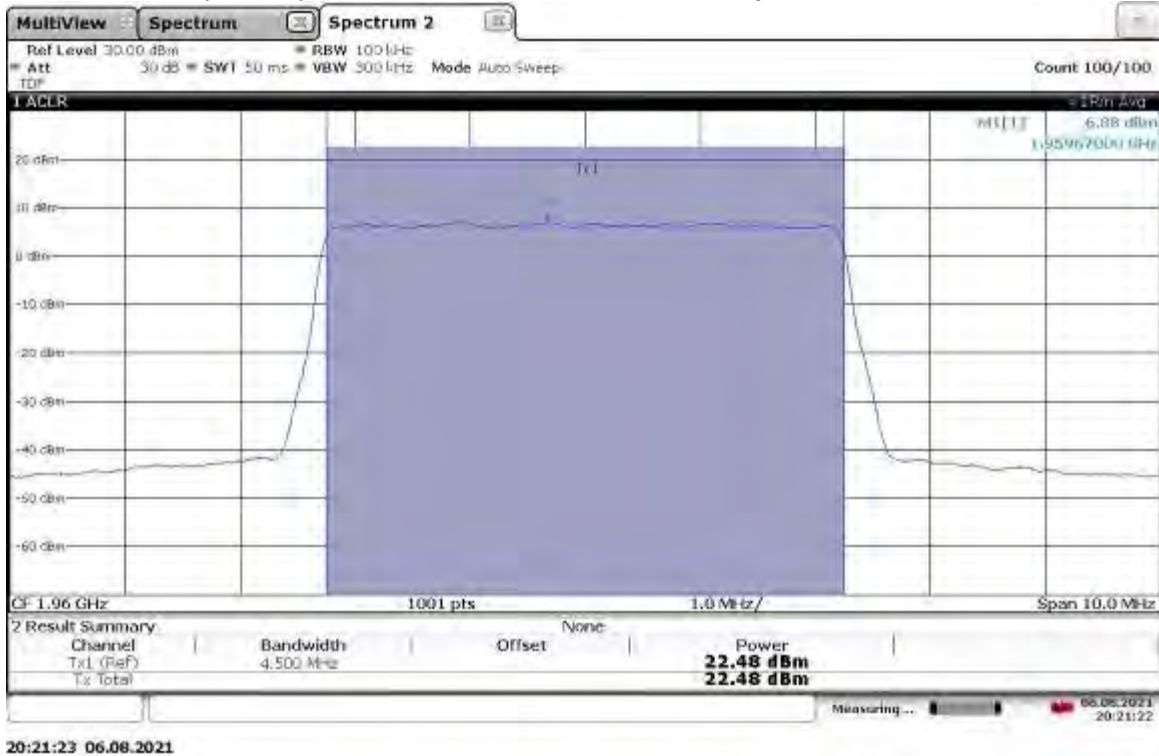 MultiView Spectrum Spectrum 2
Ref Level 30.00 dBm RBW 100 kHz
Att 30 dB SWT 50 ms VBW 300 kHz Mode Auto Sweep Count 100/100
TDF
1 ACLR 1Rm Avg
M1[1] 6.88 dBm
1.95967000 GHz
20 dBm
Tx1
10 dBm
0 dBm
-10 dBm
-20 dBm
-30 dBm
-40 dBm
-50 dBm
-60 dBm
CF 1.96 GHz 1001 pts 1.0 MHz/ Span 10.0 MHz
2 Result Summary None
Channel Bandwidth Offset Power
Tx1 (Ref) 4.500 MHz 22.48 dBm
Tx Total 22.48 dBm
Measuring... 06.08.2021
20:21:22
20:21:23 06.08.2021